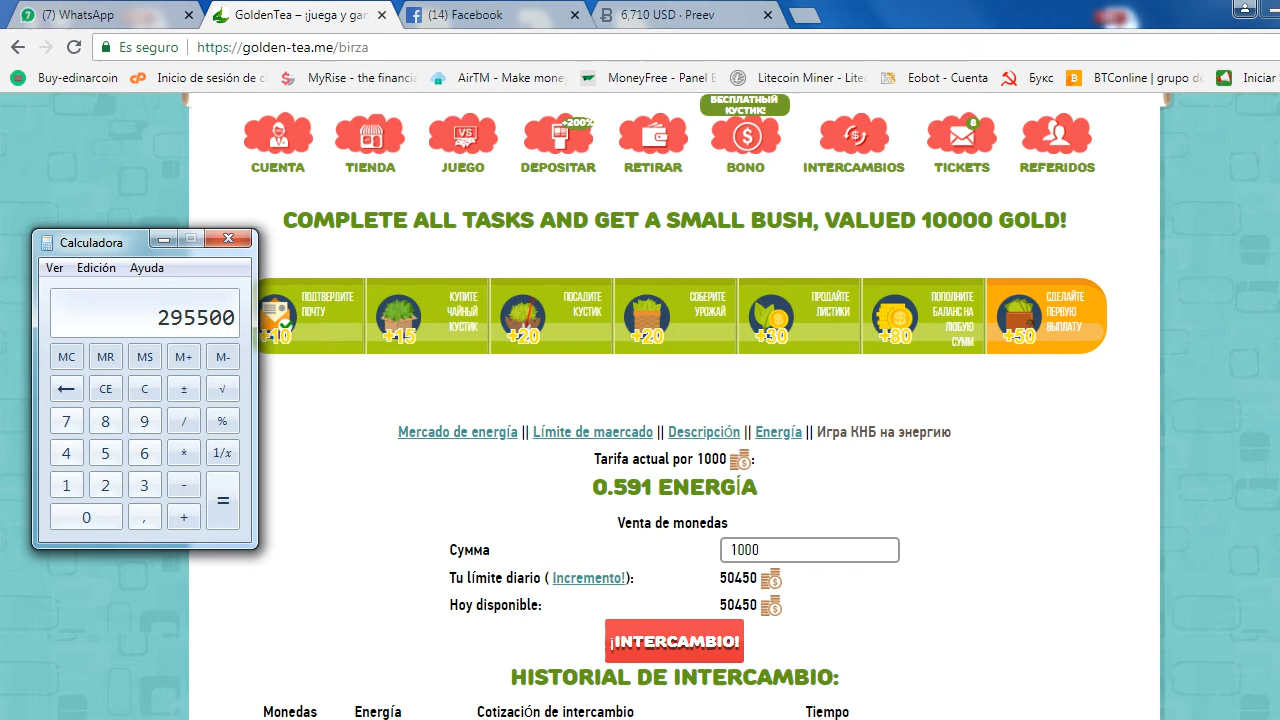 (7) WhatsApp
GoldenTea – ¡juega y gan
(14) Facebook
6,710 USD · Preev
Es seguro
https://golden-tea.me/birza
Buy-edinarcoin
Inicio de sesión de cl
MyRise - the financia
AirTM - Make money
MoneyFree - Panel B
Litecoin Miner - Lite
Eobot - Cuenta
Букс
BTConline | grupo de
Iniciar
БЕСПЛАТНЫЙ
КУСТИК!
+200%
8
CUENTA
TIENDA
JUEGO
DEPOSITAR
RETIRAR
BONO
INTERCAMBIOS
TICKETS
REFERIDOS
VS
COMPLETE ALL TASKS AND GET A SMALL BUSH, VALUED 10000 GOLD!
ПОДТВЕРДИТЕ
ПОЧТУ
+10
КУПИТЕ
ЧАЙНЫЙ
КУСТИК
+15
ПОСАДИТЕ
КУСТИК
+20
СОБЕРИТЕ
УРОЖАЙ
+20
ПРОДАЙТЕ
ЛИСТИКИ
+30
ПОПОЛНИТЕ
БАЛАНС НА
ЛЮБУЮ
СУММ
+80
СДЕЛАЙТЕ
ПЕРВУЮ
ВЫПЛАТУ
+50
Calculadora
Ver Edición Ayuda
295500
MC MR MS M+ M-
← CE C ± √
7 8 9 / %
4 5 6 * 1/x
1 2 3 - =
0 , +
Mercado de energía || Límite de maercado || Descripción || Energía || Игра КНБ на энергию
Tarifa actual por 1000 :
0.591 ENERGÍA
Venta de monedas
Сумма 1000
Tu límite diario ( Incremento!): 50450
Hoy disponible: 50450
¡INTERCAMBIO!
HISTORIAL DE INTERCAMBIO:
Monedas Energía Cotización de intercambio Tiempo